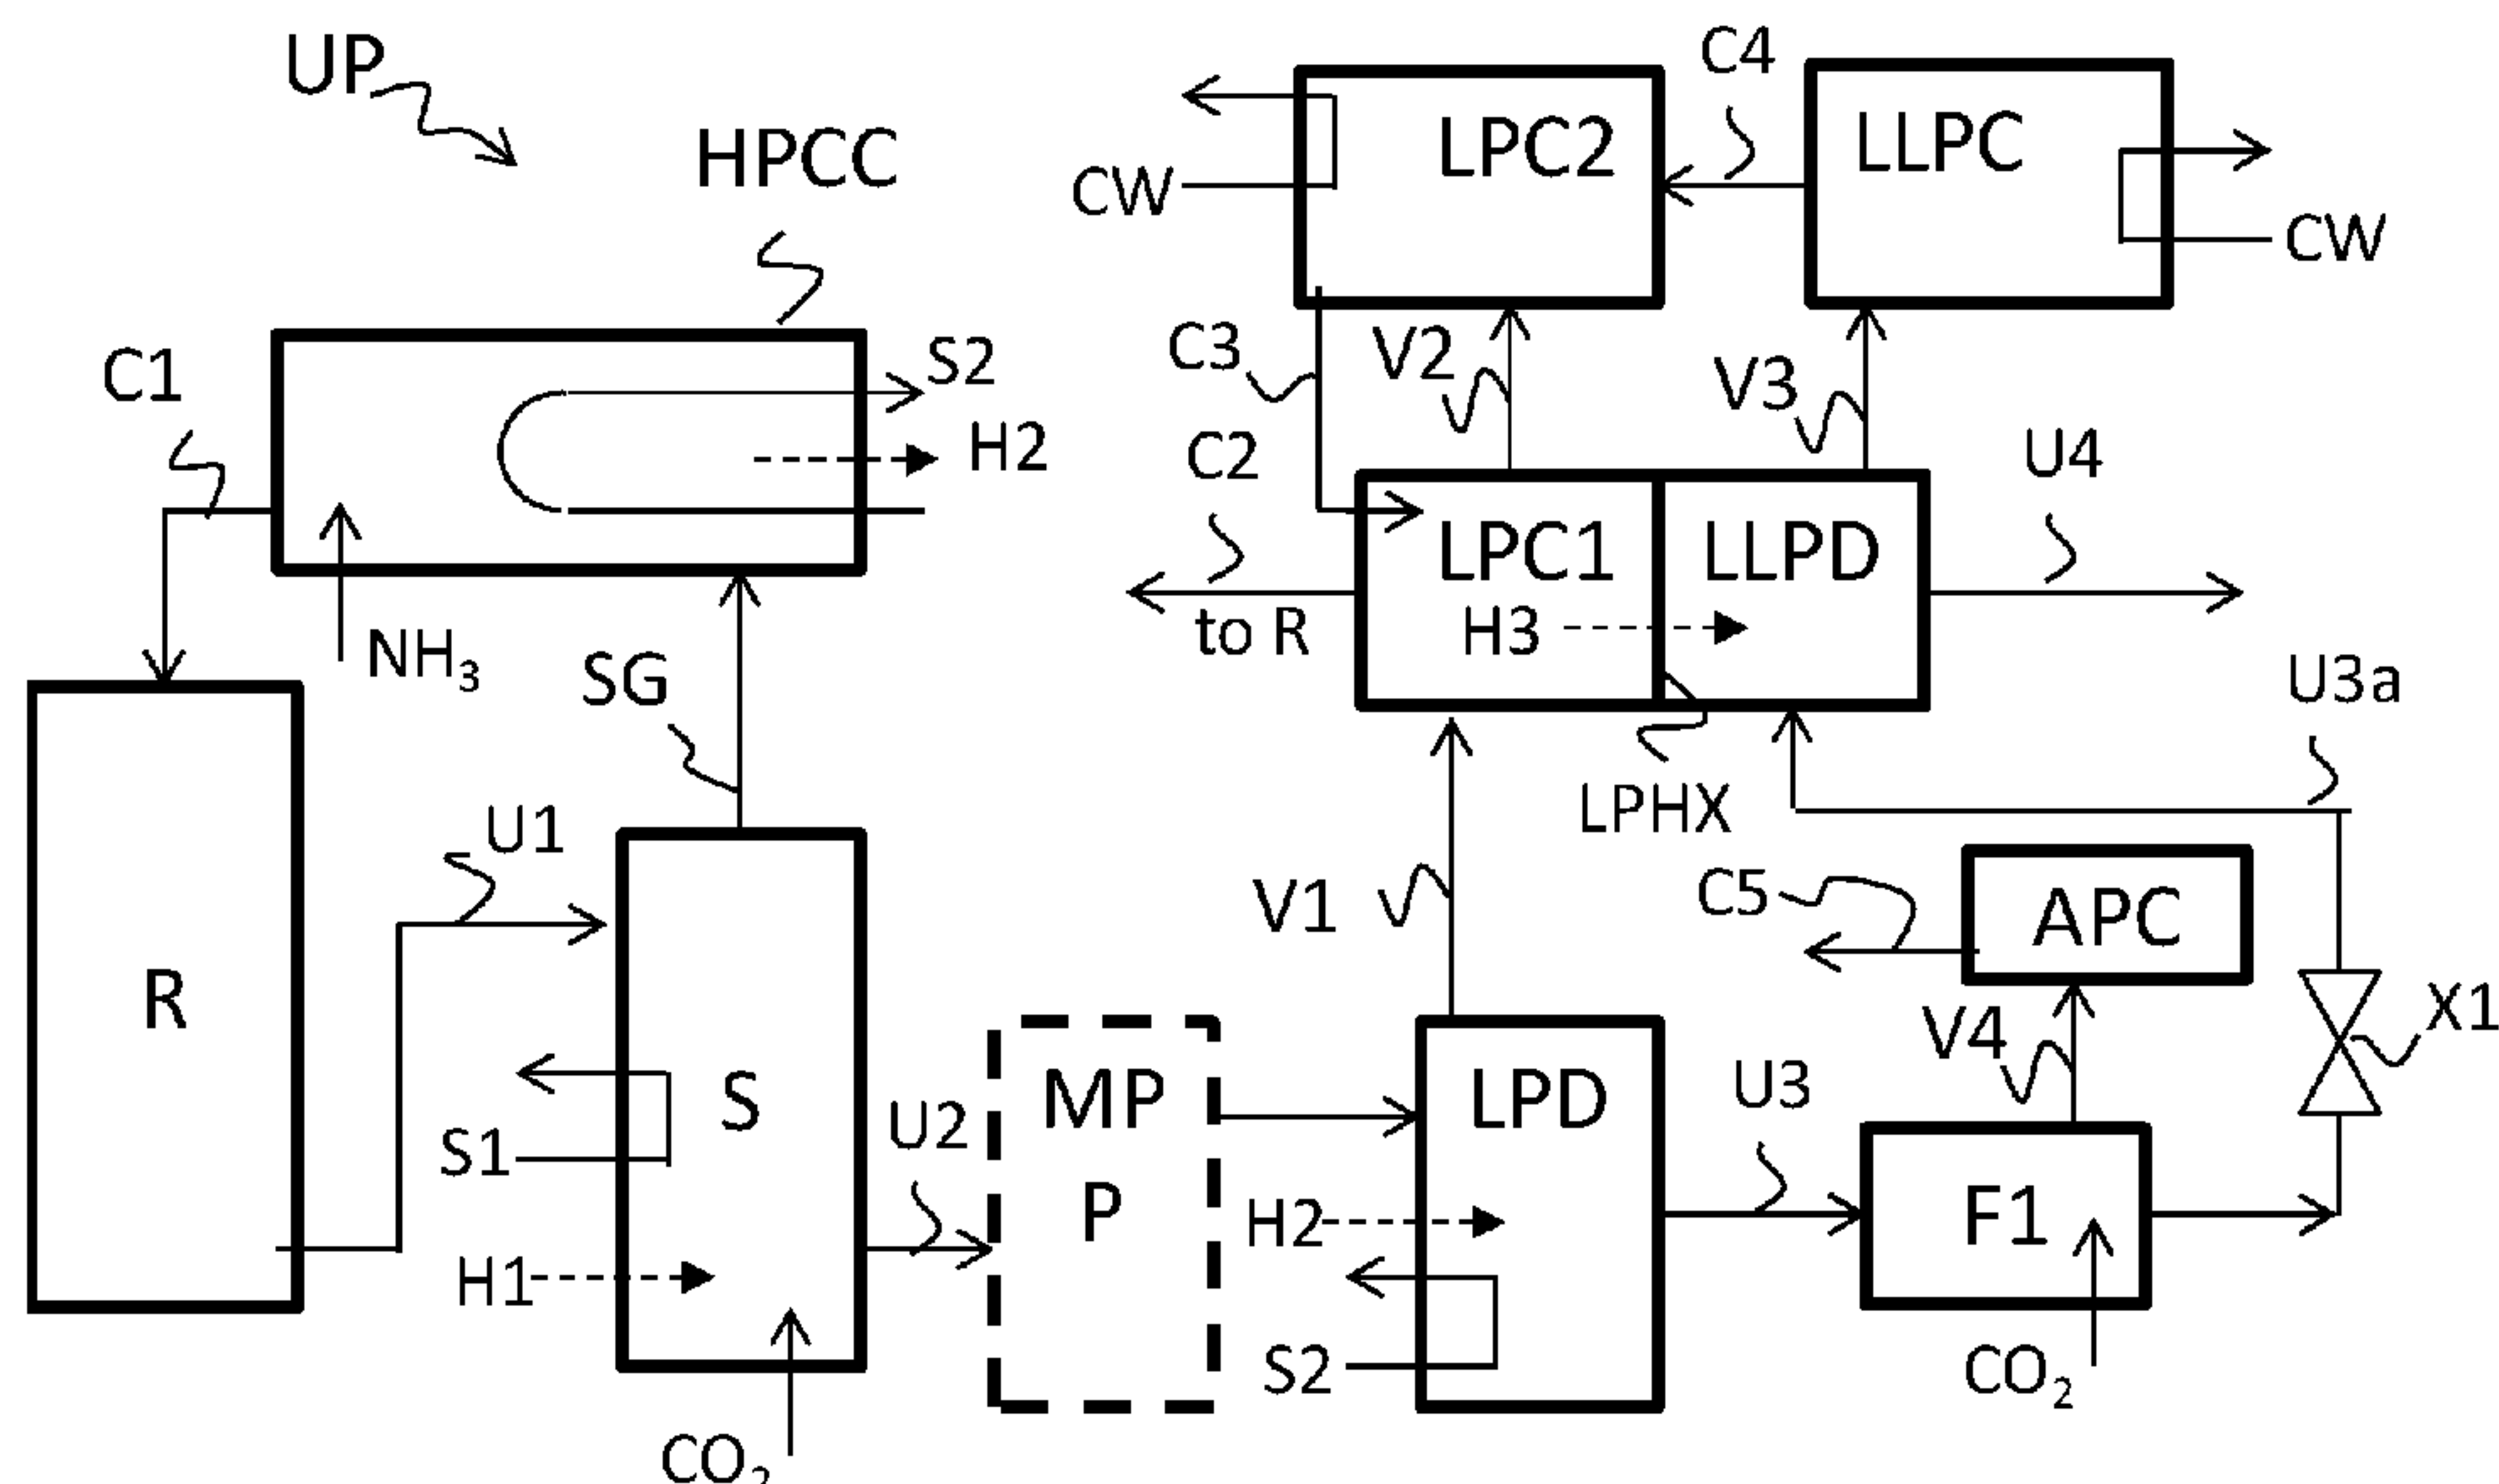 UP
HPCC
C4
LPC2
LLPC
CW
CW
C1
S2
H2
C3
V2
V3
C2
U4
LPC1
LLPD
H3
to R
NH₃
SG
U3a
LPHX
U1
V1
C5
APC
R
X1
V4
S
MP
P
LPD
U3
S1
U2
H2
F1
H1
S2
CO₂
CO₂